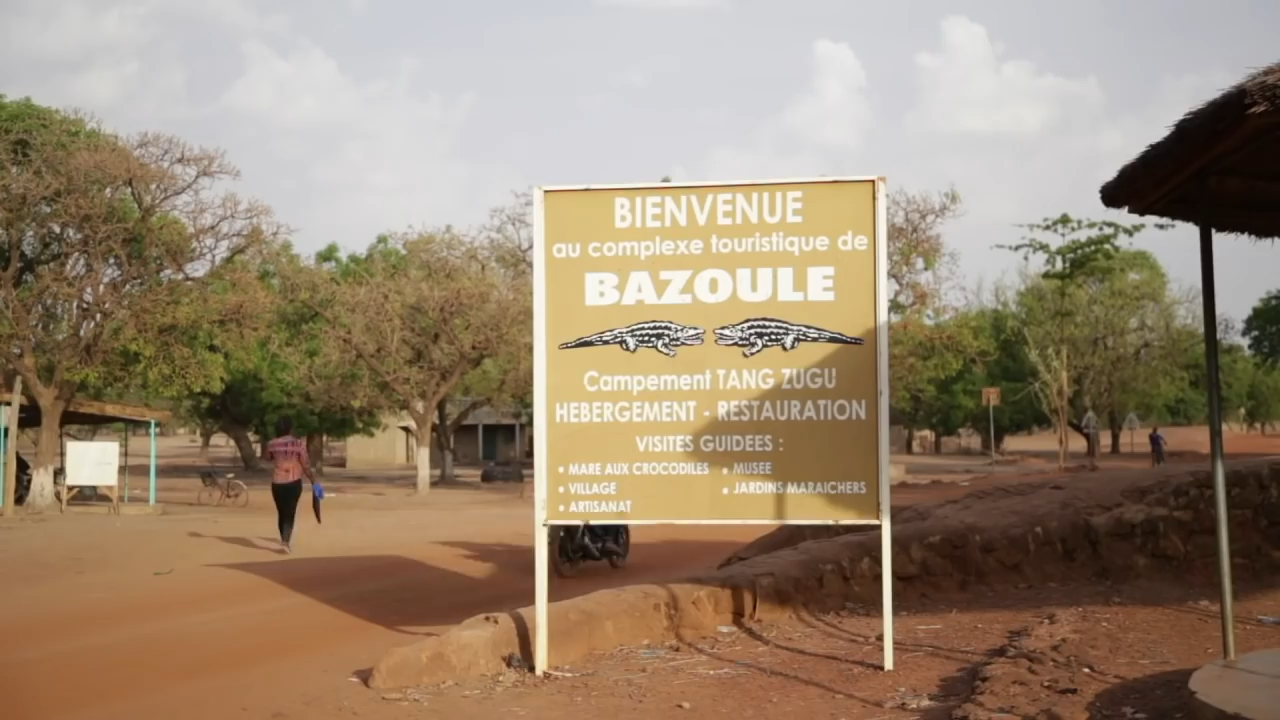 BIENVENUE
au complexe touristique de
BAZOULE
Campement TANG ZUGU
HEBERGEMENT - RESTAURATION
VISITES GUIDEES :
• MARE AUX CROCODILES • MUSEE
• VILLAGE • JARDINS MARAICHERS
• ARTISANAT